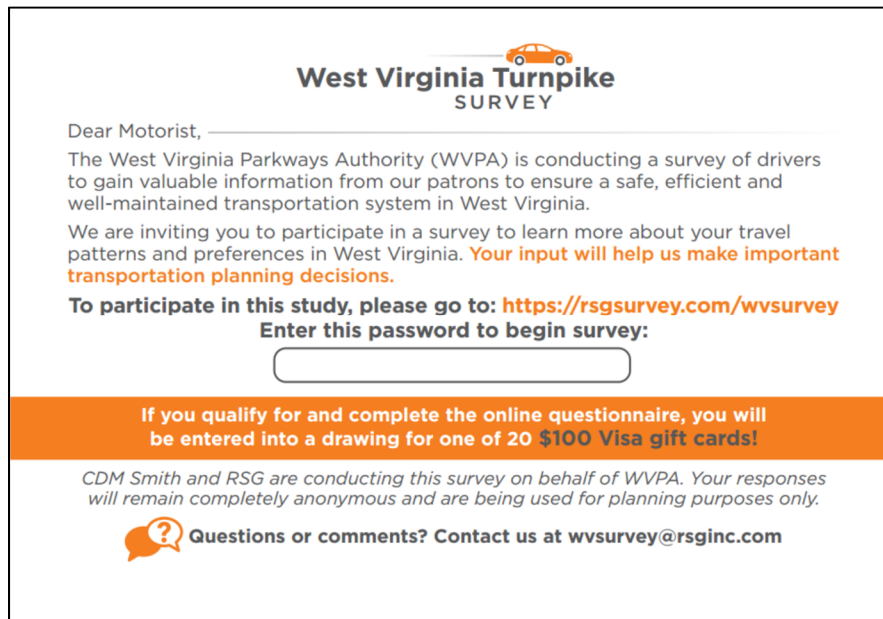 West Virginia Turnpike
SURVEY
Dear Motorist,
The West Virginia Parkways Authority (WVPA) is conducting a survey of drivers
to gain valuable information from our patrons to ensure a safe, efficient and
well-maintained transportation system in West Virginia.
We are inviting you to participate in a survey to learn more about your travel
patterns and preferences in West Virginia. Your input will help us make important
transportation planning decisions.
To participate in this study, please go to: https://rsgsurvey.com/wvsurvey
Enter this password to begin survey:
If you qualify for and complete the online questionnaire, you will
be entered into a drawing for one of 20 $100 Visa gift cards!
CDM Smith and RSG are conducting this survey on behalf of WVPA. Your responses
will remain completely anonymous and are being used for planning purposes only.
?
Questions or comments? Contact us at wvsurvey@rsginc.com